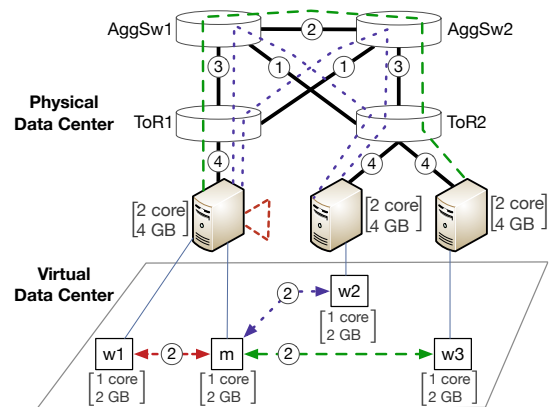 AggSw1
2
AggSw2
3
1
1
3
Physical
Data Center
ToR1
ToR2
4
4
4
[2 core
4 GB]
[2 core
4 GB]
[2 core
4 GB]
Virtual
Data Center
2
w2
[1 core
2 GB]
w1
2
m
2
w3
[1 core
2 GB]
[1 core
2 GB]
[1 core
2 GB]